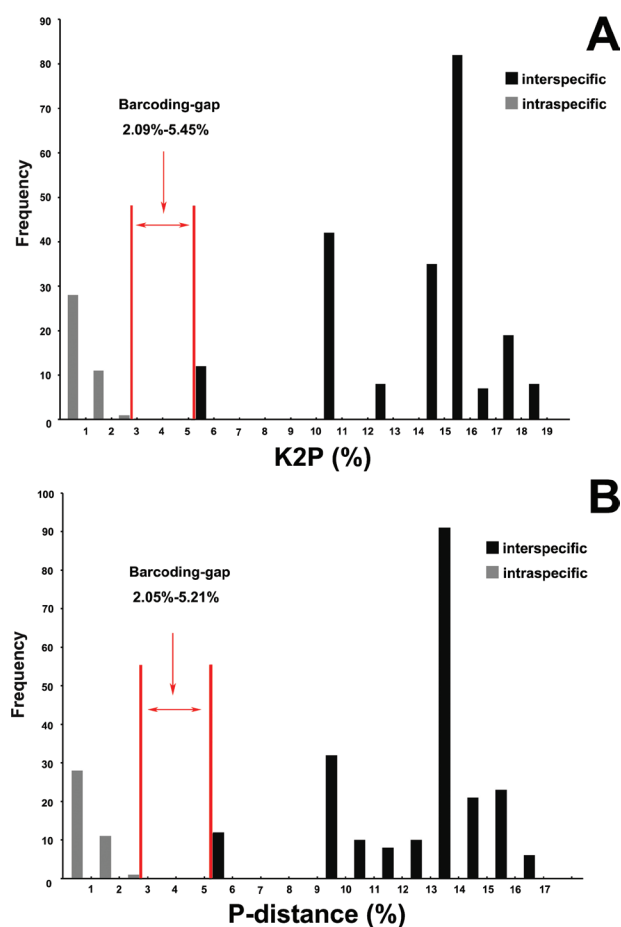 A
90
80
70
60
50
40
30
20
10
0
Frequency
Barcoding-gap
2.09%-5.45%
interspecific
intraspecific
1 2 3 4 5 6 7 8 9 10 11 12 13 14 15 16 17 18 19
K2P (%)
B
100
90
80
70
60
50
40
30
20
10
0
Frequency
Barcoding-gap
2.05%-5.21%
interspecific
intraspecific
1 2 3 4 5 6 7 8 9 10 11 12 13 14 15 16 17
P-distance (%)